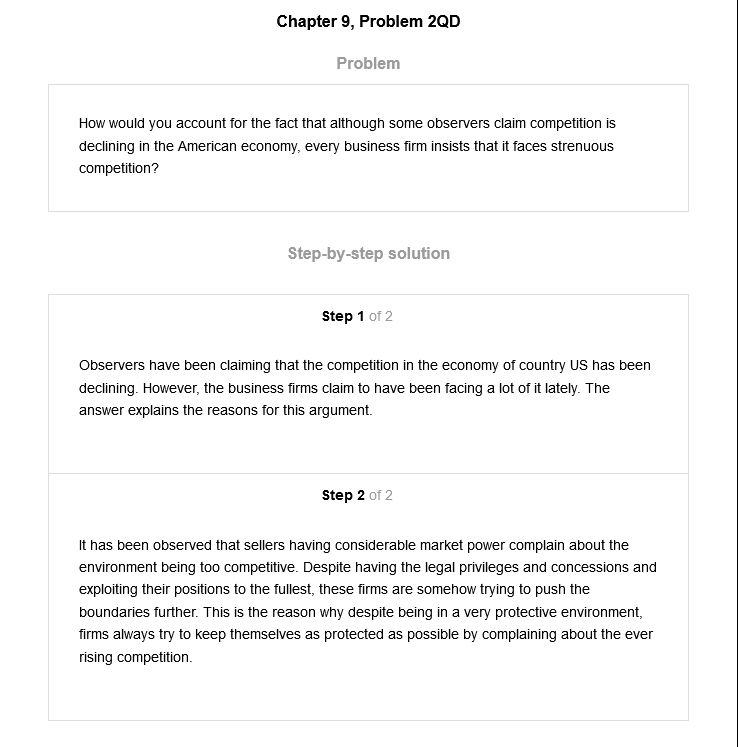 Chapter 9, Problem 2QD
Problem
How would you account for the fact that although some observers claim competition is
declining in the American economy, every business firm insists that it faces strenuous
competition?
Step-by-step solution
Step 1 of 2
Observers have been claiming that the competition in the economy of country US has been
declining. However, the business firms claim to have been facing a lot of it lately. The
answer explains the reasons for this argument.
Step 2 of 2
It has been observed that sellers having considerable market power complain about the
environment being too competitive. Despite having the legal privileges and concessions and
exploiting their positions to the fullest, these firms are somehow trying to push the
boundaries further. This is the reason why despite being in a very protective environment,
firms always try to keep themselves as protected as possible by complaining about the ever
rising competition.